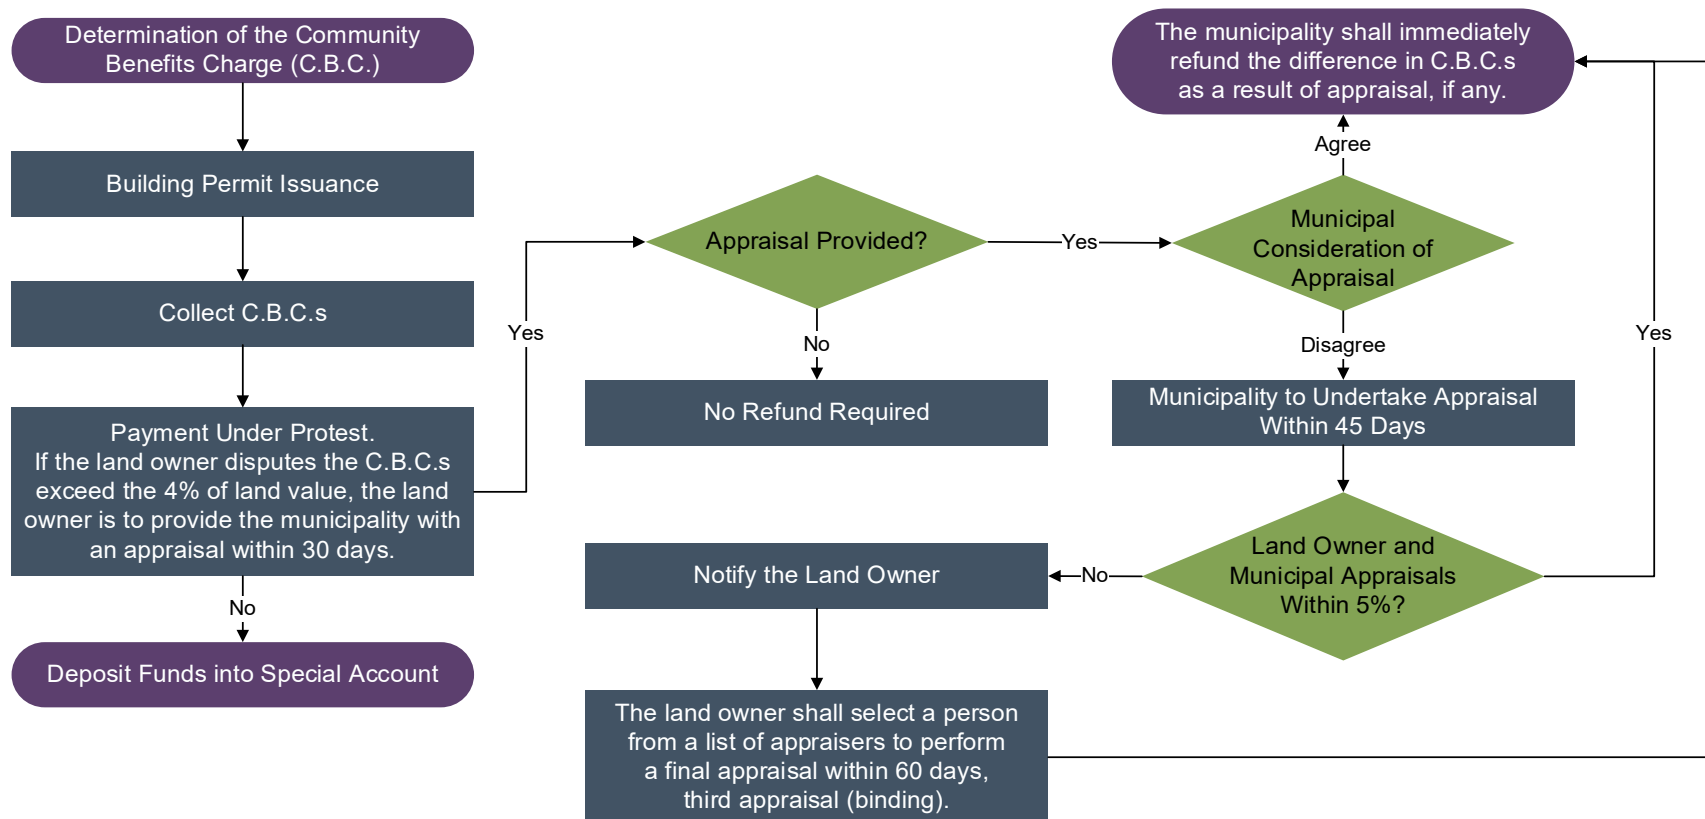 Determination of the Community
Benefits Charge (C.B.C.)
Building Permit Issuance
Collect C.B.C.s
Payment Under Protest.
If the land owner disputes the C.B.C.s
exceed the 4% of land value, the land
owner is to provide the municipality with
an appraisal within 30 days.
No
Deposit Funds into Special Account
Yes
Appraisal Provided?
No
No Refund Required
Yes
Municipal
Consideration of
Appraisal
Agree
The municipality shall immediately
refund the difference in C.B.C.s
as a result of appraisal, if any.
Disagree
Municipality to Undertake Appraisal
Within 45 Days
Land Owner and
Municipal Appraisals
Within 5%?
Yes
No
Notify the Land Owner
The land owner shall select a person
from a list of appraisers to perform
a final appraisal within 60 days,
third appraisal (binding).